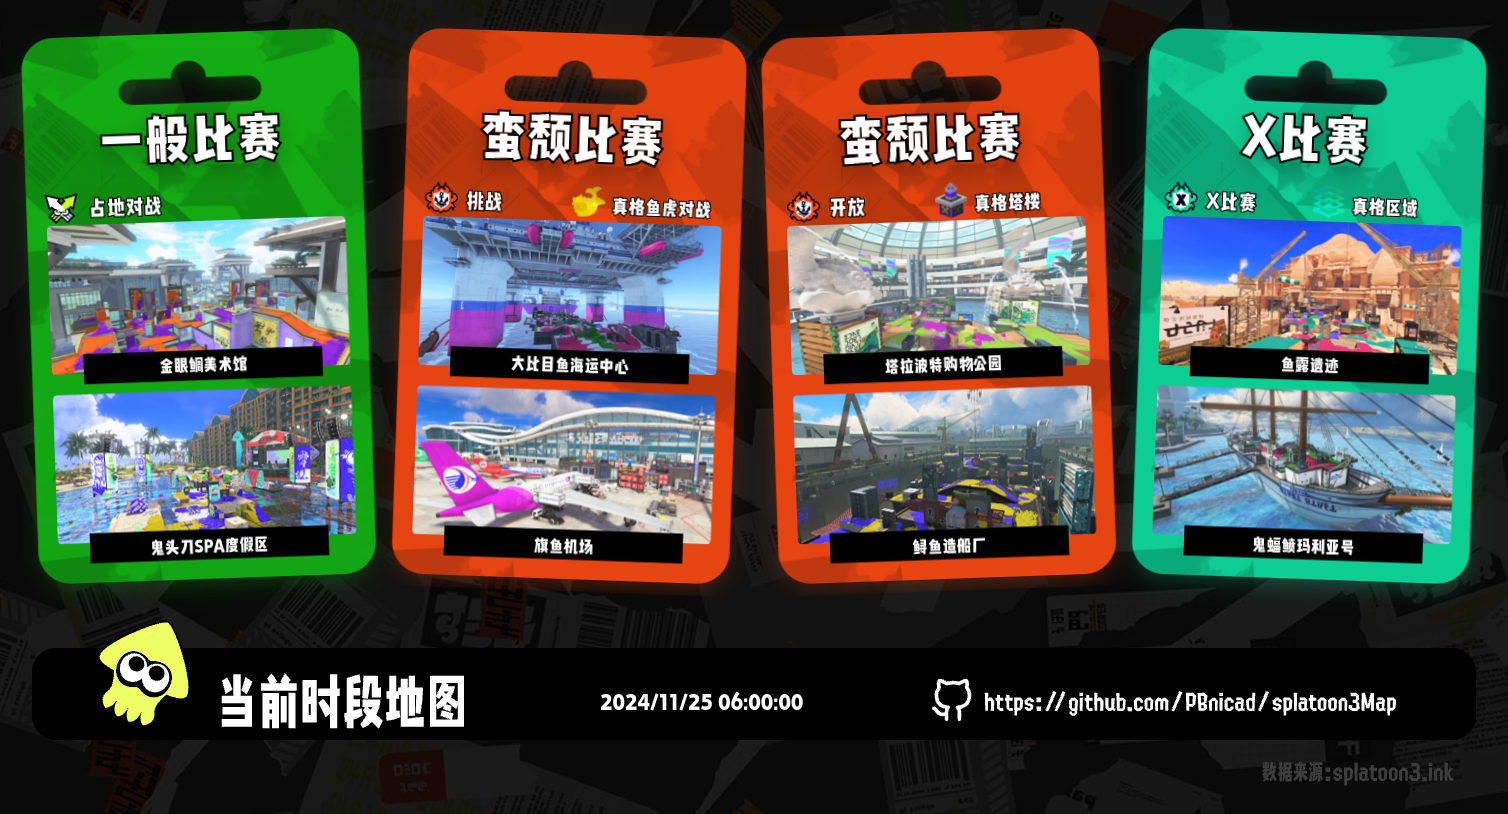 一般比赛
占地对战
金眼鲷美术馆
鬼头刀SPA度假区
蛮颓比赛
挑战
真格鱼虎对战
大比目鱼海运中心
旗鱼机场
蛮颓比赛
开放
真格塔楼
塔拉波特购物公园
鲟鱼造船厂
X比赛
X比赛
真格区域
鱼露遗迹
鬼蝠鲼玛利亚号
当前时段地图
2024/11/25 06:00:00
https://github.com/PBnicad/splatoon3Map
数据来源:splatoon3.ink